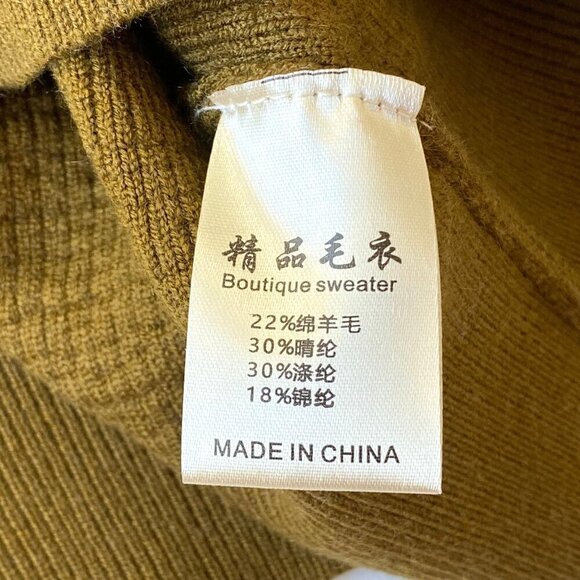 精品毛衣
Boutique sweater
22%绵羊毛
30%晴纶
30%涤纶
18%锦纶
MADE IN CHINA